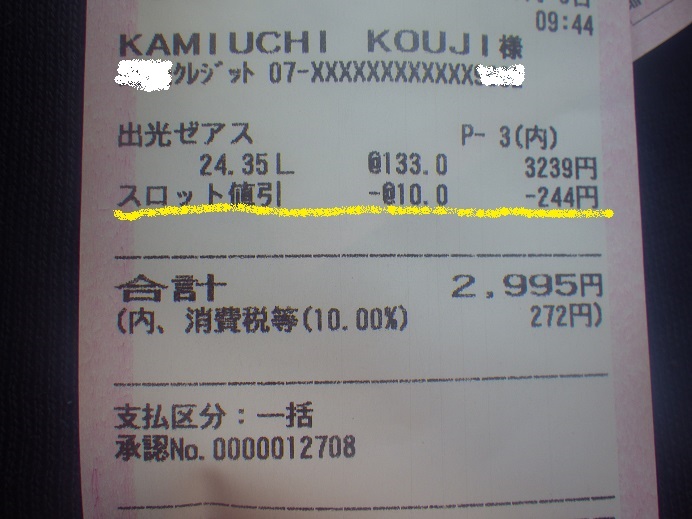 09:44
KAMIUCHI KOUJI様
クレジット 07-XXXXXXXXXXXXX
出光ゼアス P- 3(内)
24.35L @133.0 3239円
スロット値引 -@10.0 -244円
合計 2,995円
(内、消費税等(10.00%) 272円)
支払区分:一括
承認No.0000012708